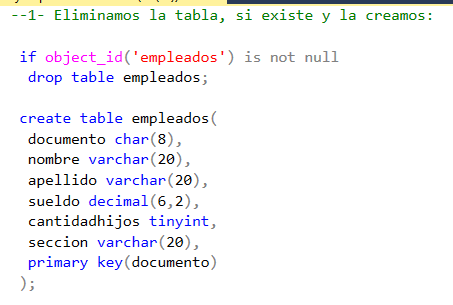 --1- Eliminamos la tabla, si existe y la creamos:
if object_id('empleados') is not null
drop table empleados;
create table empleados(
documento char(8),
nombre varchar(20),
apellido varchar(20),
sueldo decimal(6,2),
cantidadhijos tinyint,
seccion varchar(20),
primary key(documento)
);